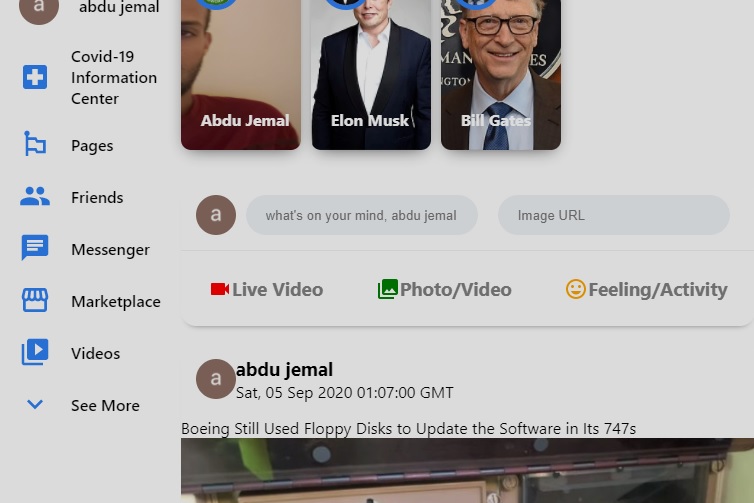 a
abdu jemal
Covid-19
Information
Center
Pages
Friends
Messenger
Marketplace
Videos
See More
Abdu Jemal
Elon Musk
Bill Gates
a
what's on your mind, abdu jemal
Image URL
Live Video
Photo/Video
Feeling/Activity
a
abdu jemal
Sat, 05 Sep 2020 01:07:00 GMT
Boeing Still Used Floppy Disks to Update the Software in Its 747s